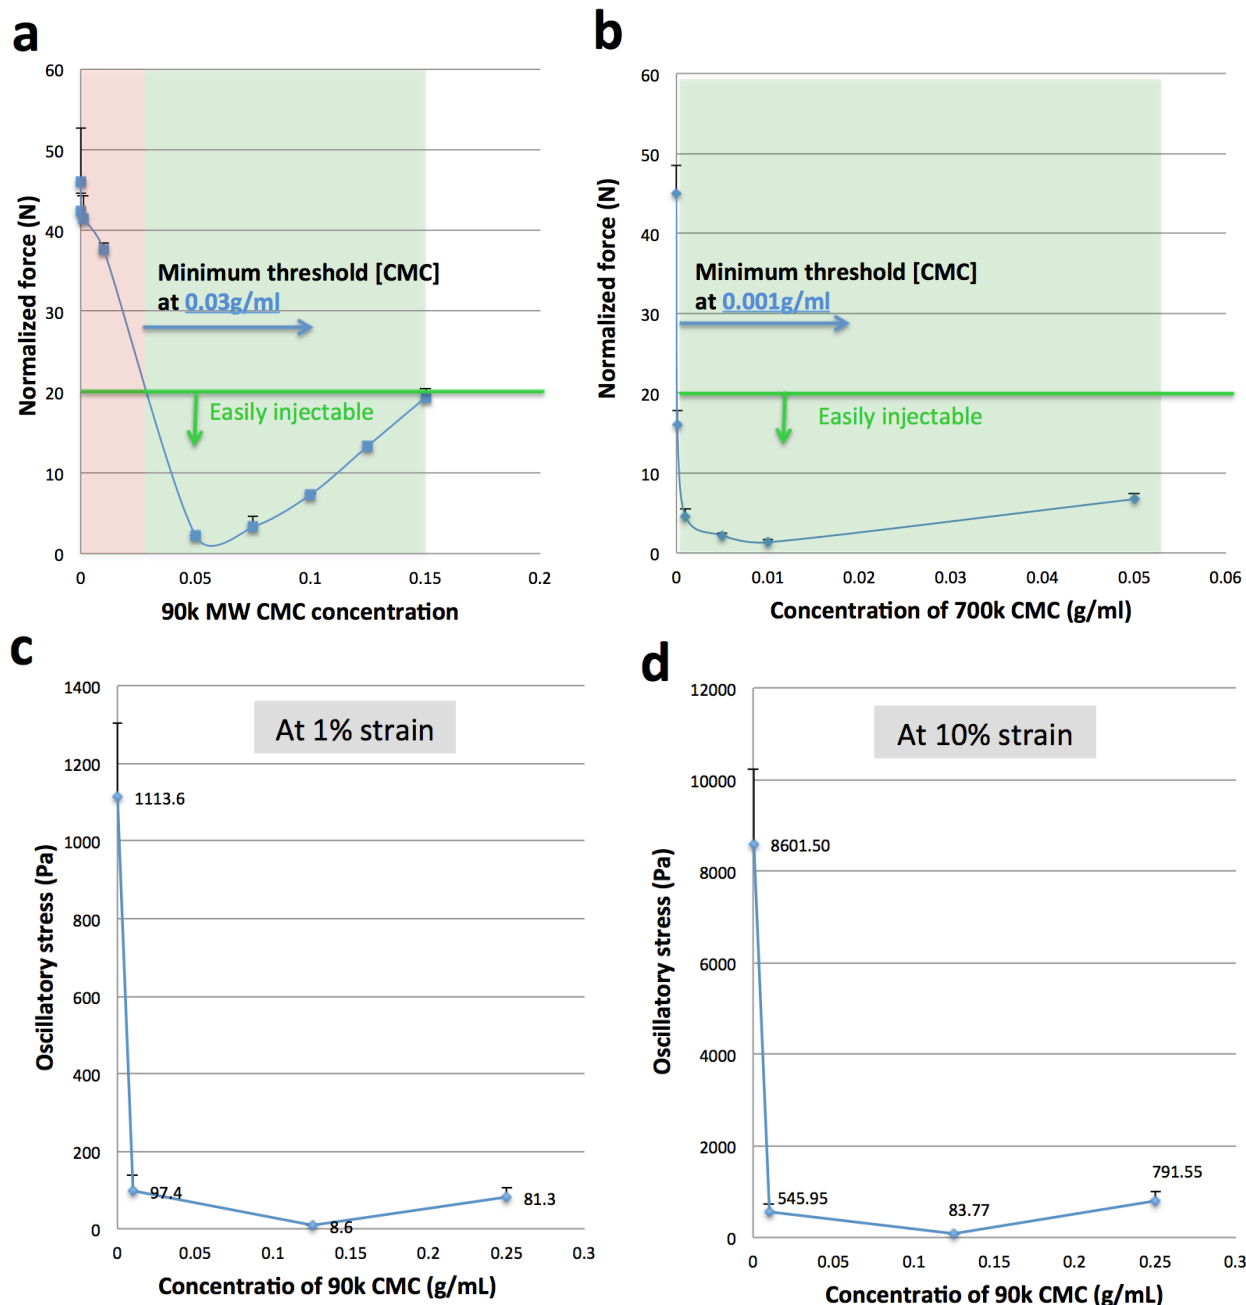 a
60
50
40
30
20
10
0
Normalized force (N)
Minimum threshold [CMC]
at 0.03g/ml
Easily injectable
0 0.05 0.1 0.15 0.2
90k MW CMC concentration
b
60
50
40
30
20
10
0
Normalized force (N)
Minimum threshold [CMC]
at 0.001g/ml
Easily injectable
0 0.01 0.02 0.03 0.04 0.05 0.06
Concentration of 700k CMC (g/ml)
c
1400
1200
1000
800
600
400
200
0
Oscillatory stress (Pa)
At 1% strain
1113.6
97.4
8.6
81.3
0 0.05 0.1 0.15 0.2 0.25 0.3
Concentratio of 90k CMC (g/mL)
d
12000
10000
8000
6000
4000
2000
0
Oscillatory stress (Pa)
At 10% strain
8601.50
545.95
83.77
791.55
0 0.05 0.1 0.15 0.2 0.25 0.3
Concentratio of 90k CMC (g/mL)